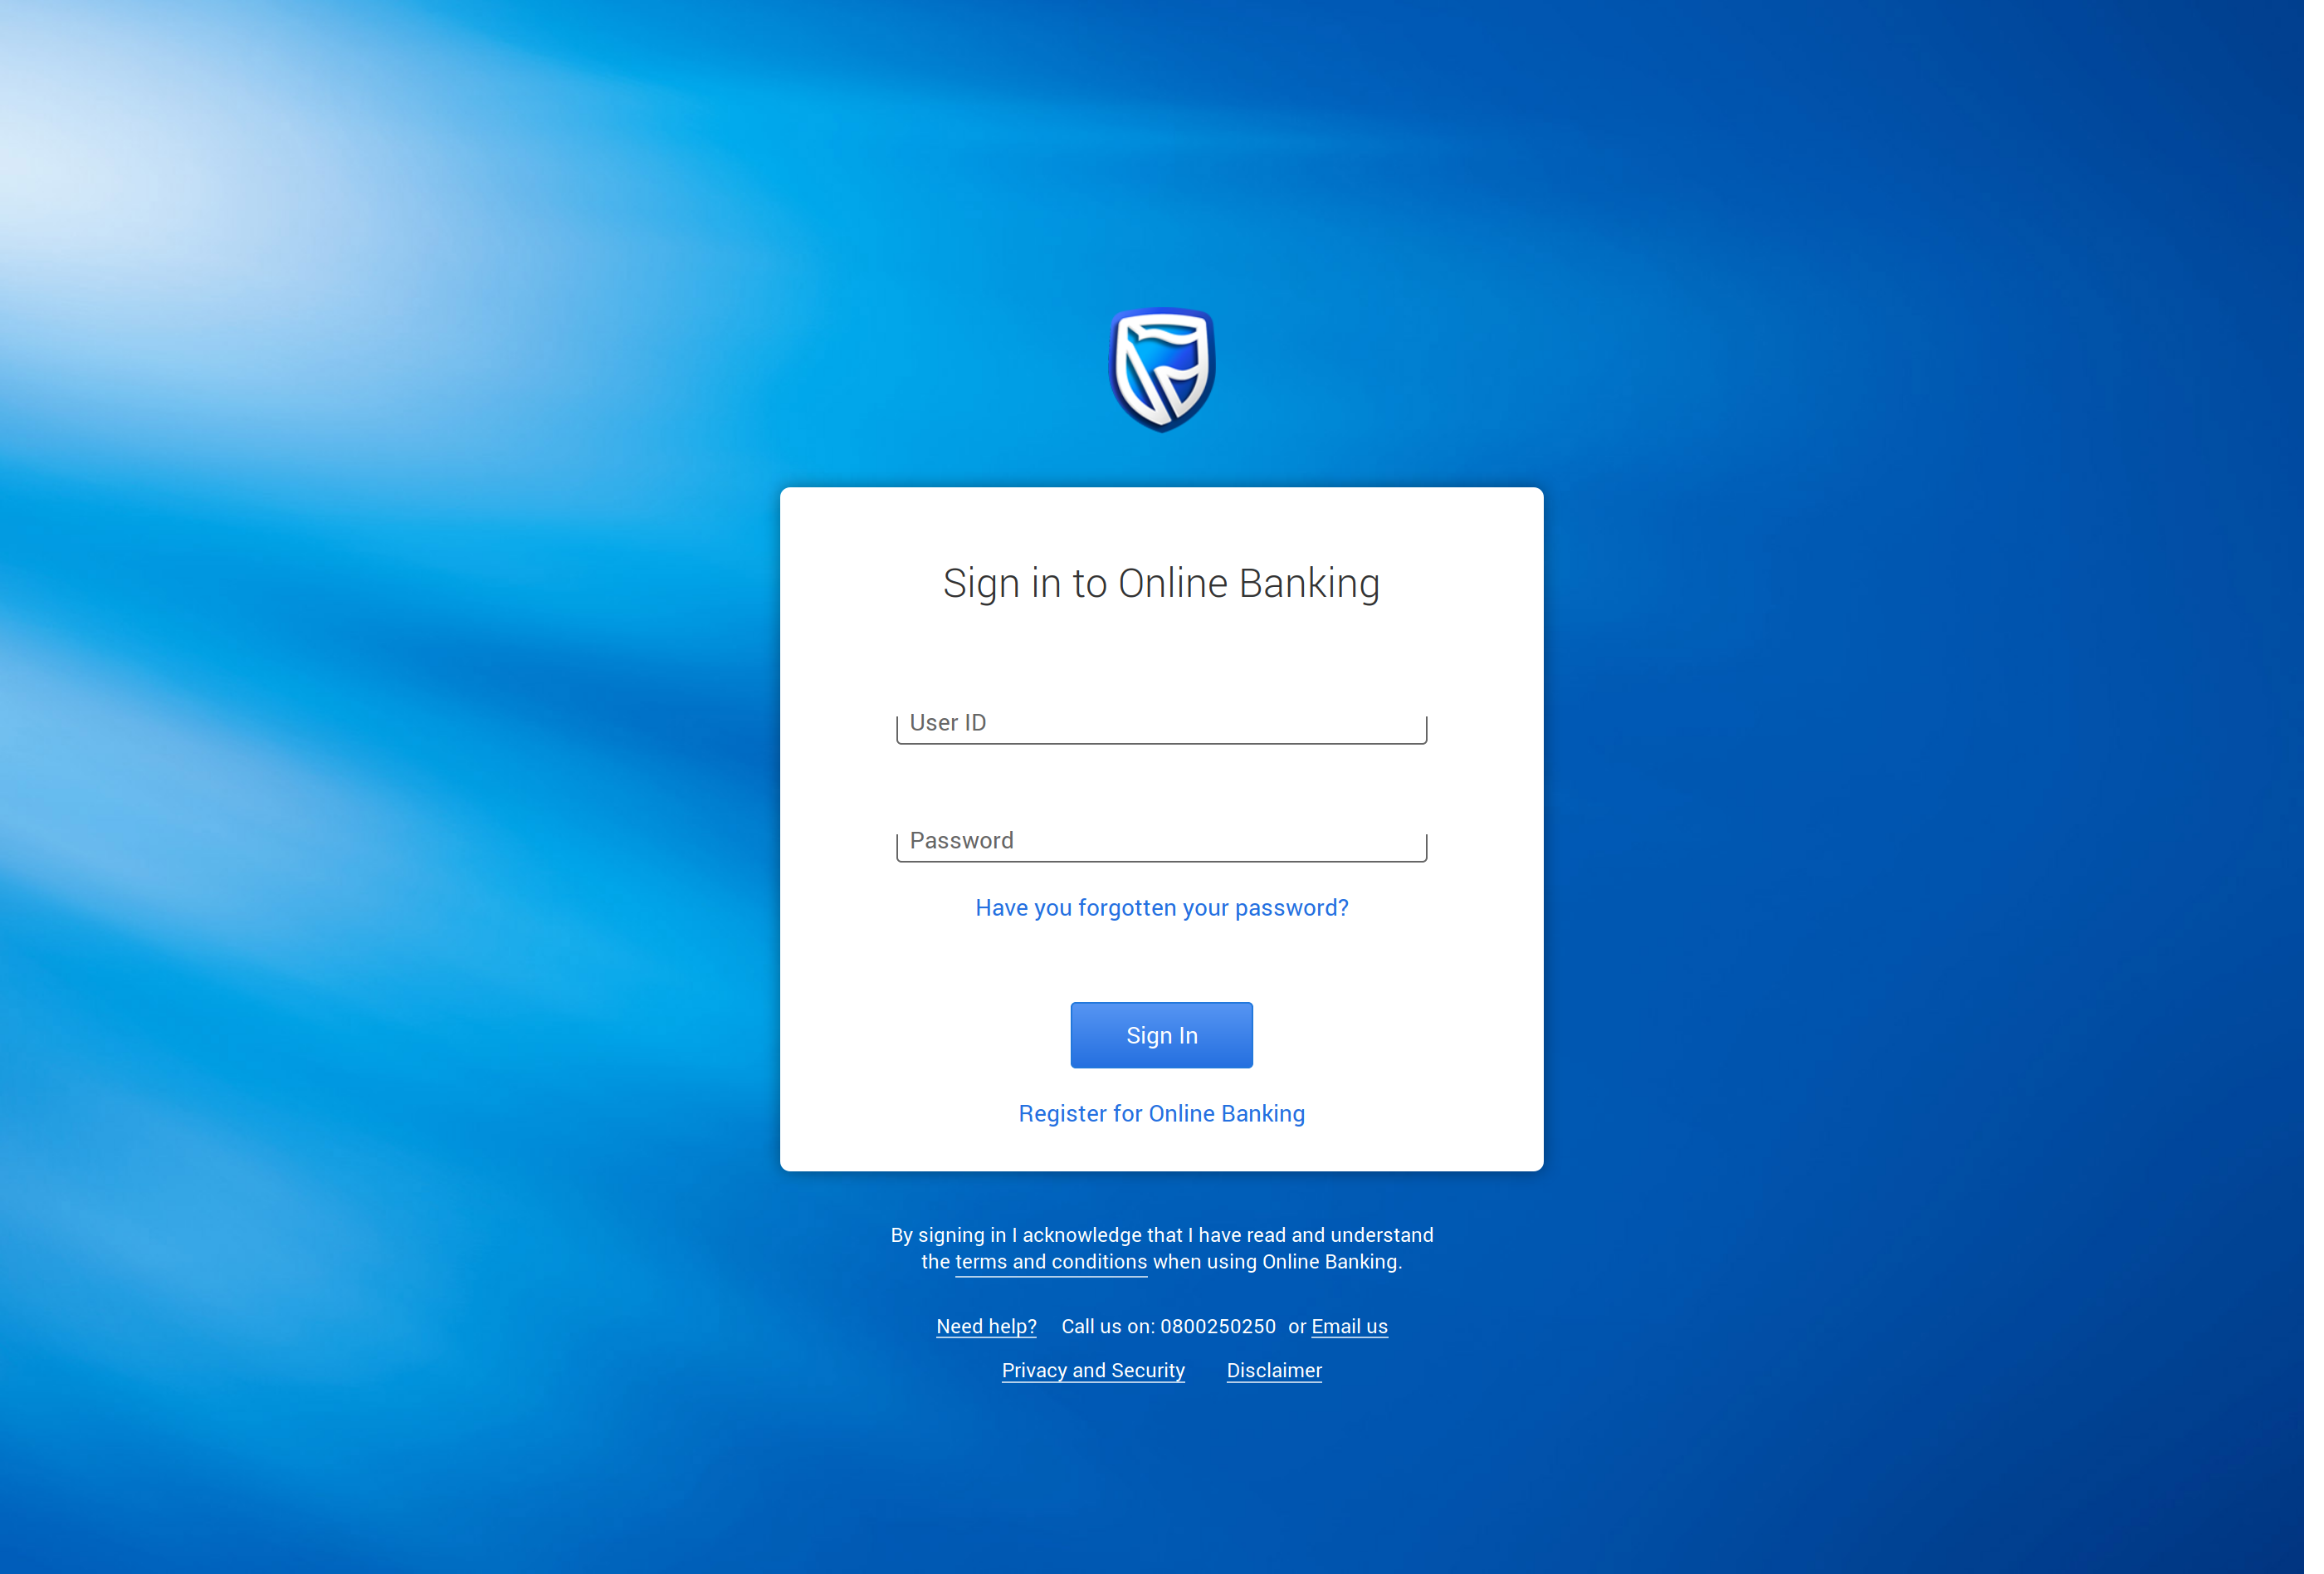 Sign in to Online Banking
User ID
Password
Have you forgotten your password?
Sign In
Register for Online Banking
By signing in I acknowledge that I have read and understand
the terms and conditions when using Online Banking.
Need help? Call us on: 0800250250 or Email us
Privacy and Security Disclaimer